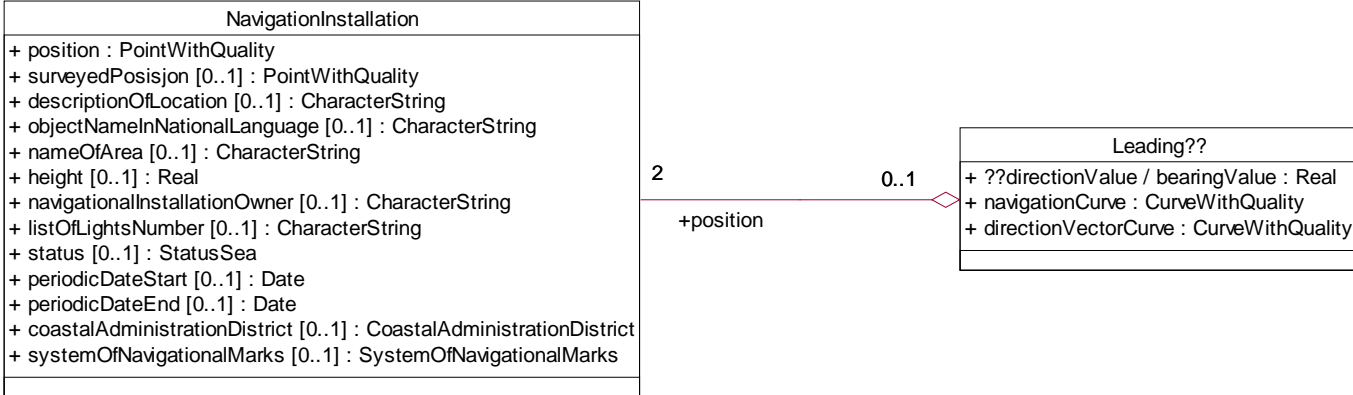 NavigationInstallation
+ position : PointWithQuality
+ surveyedPosisjon [0..1] : PointWithQuality
+ descriptionOfLocation [0..1] : CharacterString
+ objectNameInNationalLanguage [0..1] : CharacterString
+ nameOfArea [0..1] : CharacterString
+ height [0..1] : Real
+ navigationalInstallationOwner [0..1] : CharacterString
+ listOfLightsNumber [0..1] : CharacterString
+ status [0..1] : StatusSea
+ periodicDateStart [0..1] : Date
+ periodicDateEnd [0..1] : Date
+ coastalAdministrationDistrict [0..1] : CoastalAdministrationDistrict
+ systemOfNavigationalMarks [0..1] : SystemOfNavigationalMarks
2
+position
0..1
Leading??
+ ??directionValue / bearingValue : Real
+ navigationCurve : CurveWithQuality
+ directionVectorCurve : CurveWithQuality